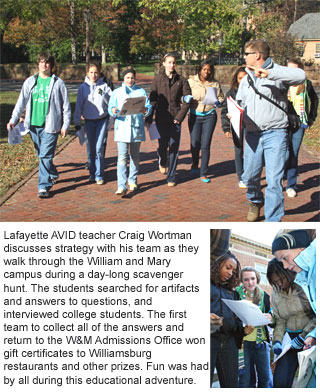 Lafayette AVID teacher Craig Wortman
discusses strategy with his team as they
walk through the William and Mary
campus during a day-long scavenger
hunt. The students searched for artifacts
and answers to questions, and
interviewed college students. The first
team to collect all of the answers and
return to the W&M Admissions Office won
gift certificates to Williamsburg
restaurants and other prizes. Fun was had
by all during this educational adventure.